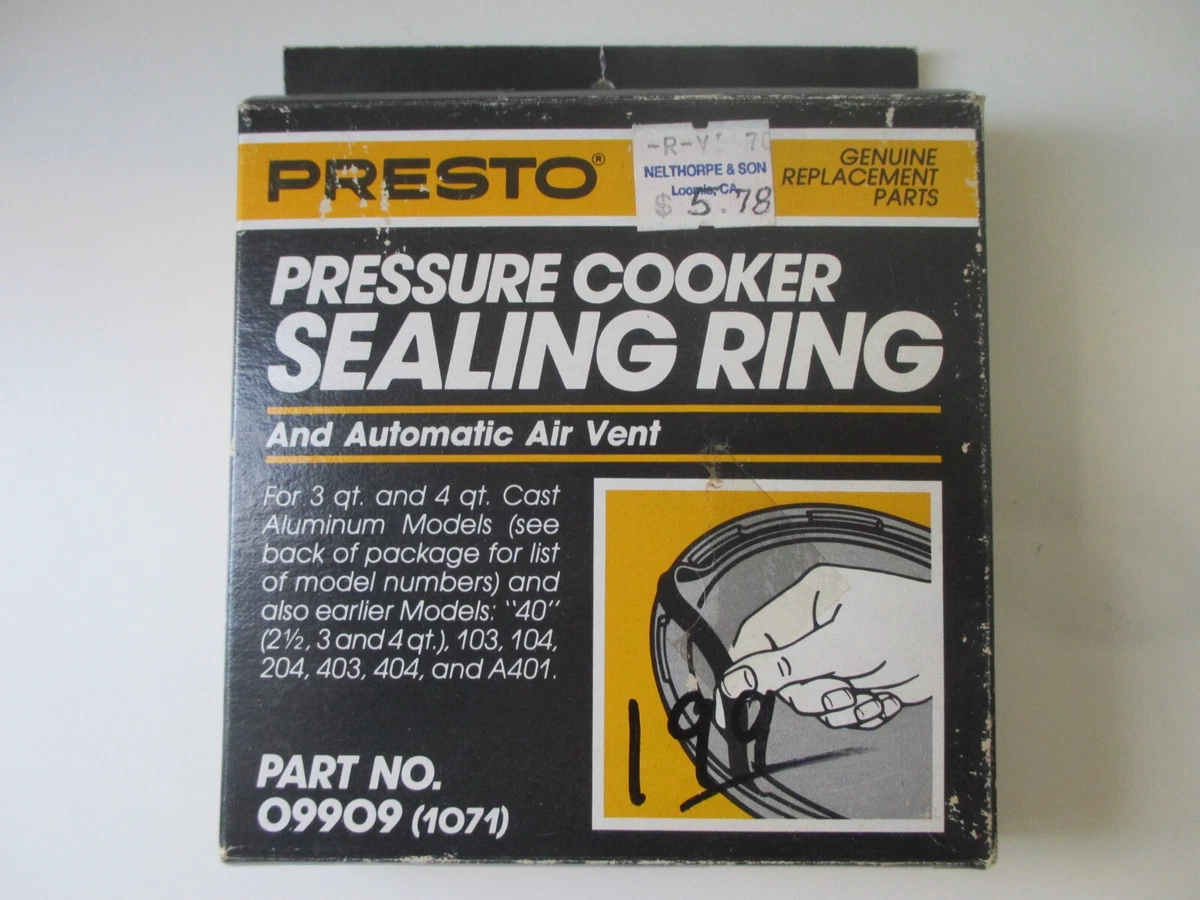 PRESTO®
-R-V 70
NELTHORPE & SON
Loomis, CA
$ 5.78
GENUINE
REPLACEMENT
PARTS
PRESSURE COOKER
SEALING RING
And Automatic Air Vent
For 3 qt. and 4 qt. Cast
Aluminum Models (see
back of package for list
of model numbers) and
also earlier Models: "40"
(2½, 3 and 4 qt.), 103, 104,
204, 403, 404, and A401.
PART NO.
09909 (1071)
199